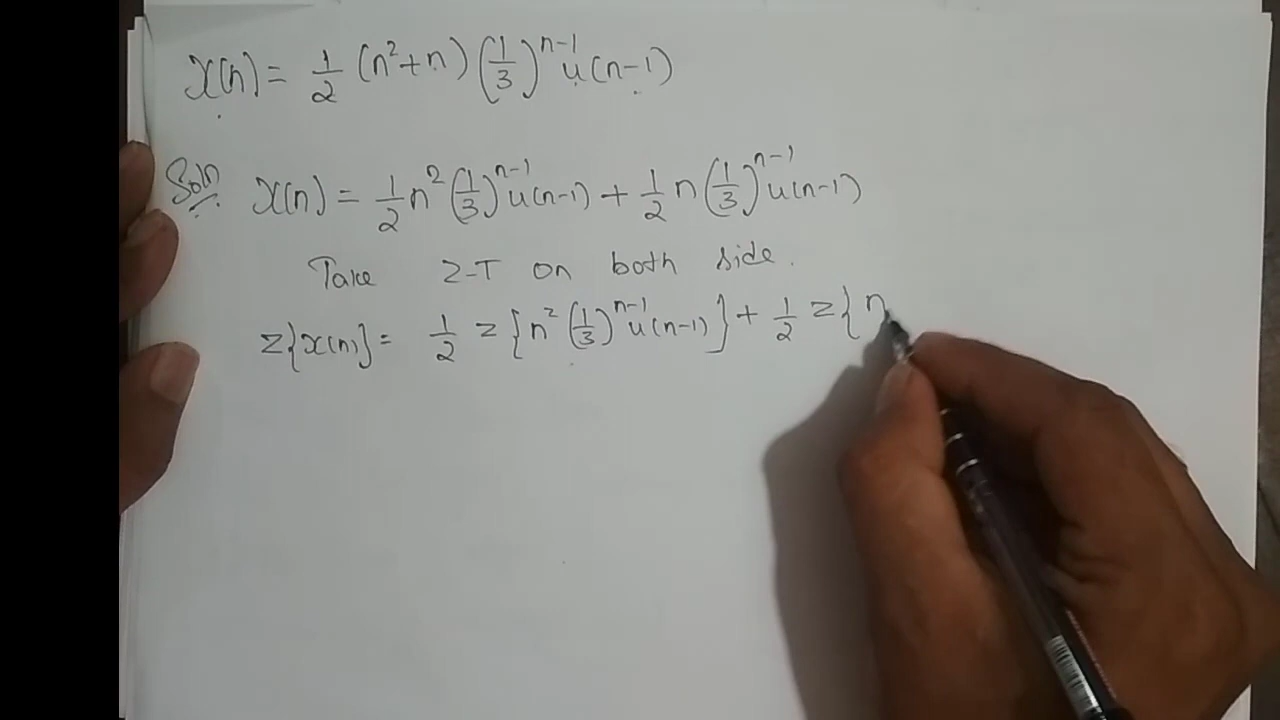 x(n) = 1/2 (n²+n) (1/3)^{n-1} u(n-1)
Soln x(n) = 1/2 n² (1/3)^{n-1} u(n-1) + 1/2 n (1/3)^{n-1} u(n-1)
Take Z-T on both side.
Z{x(n)} = 1/2 Z{n² (1/3)^{n-1} u(n-1)} + 1/2 Z{n